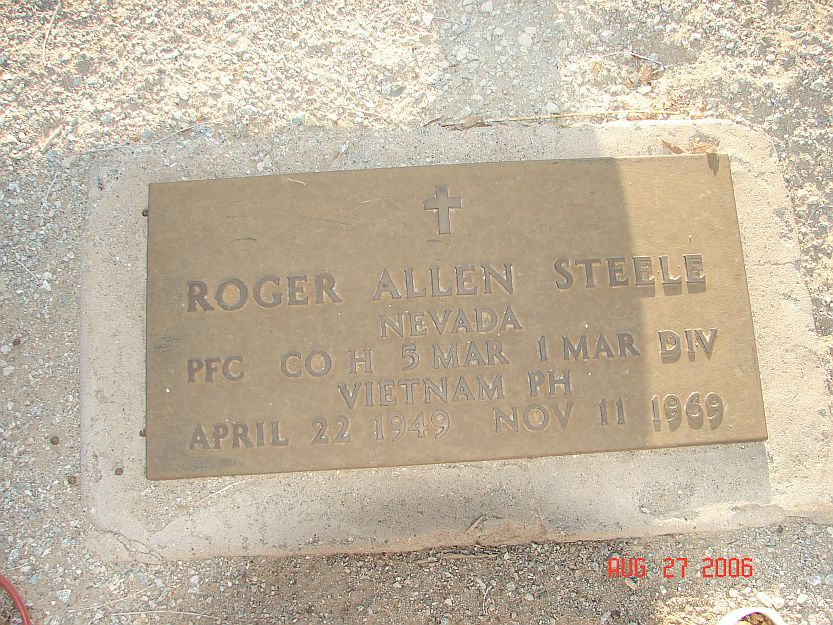 ROGER ALLEN STEELE
NEVADA
PFC CO H 5 MAR 1 MAR DIV
VIETNAM PH
APRIL 22 1949 NOV 11 1969
AUG 27 2006